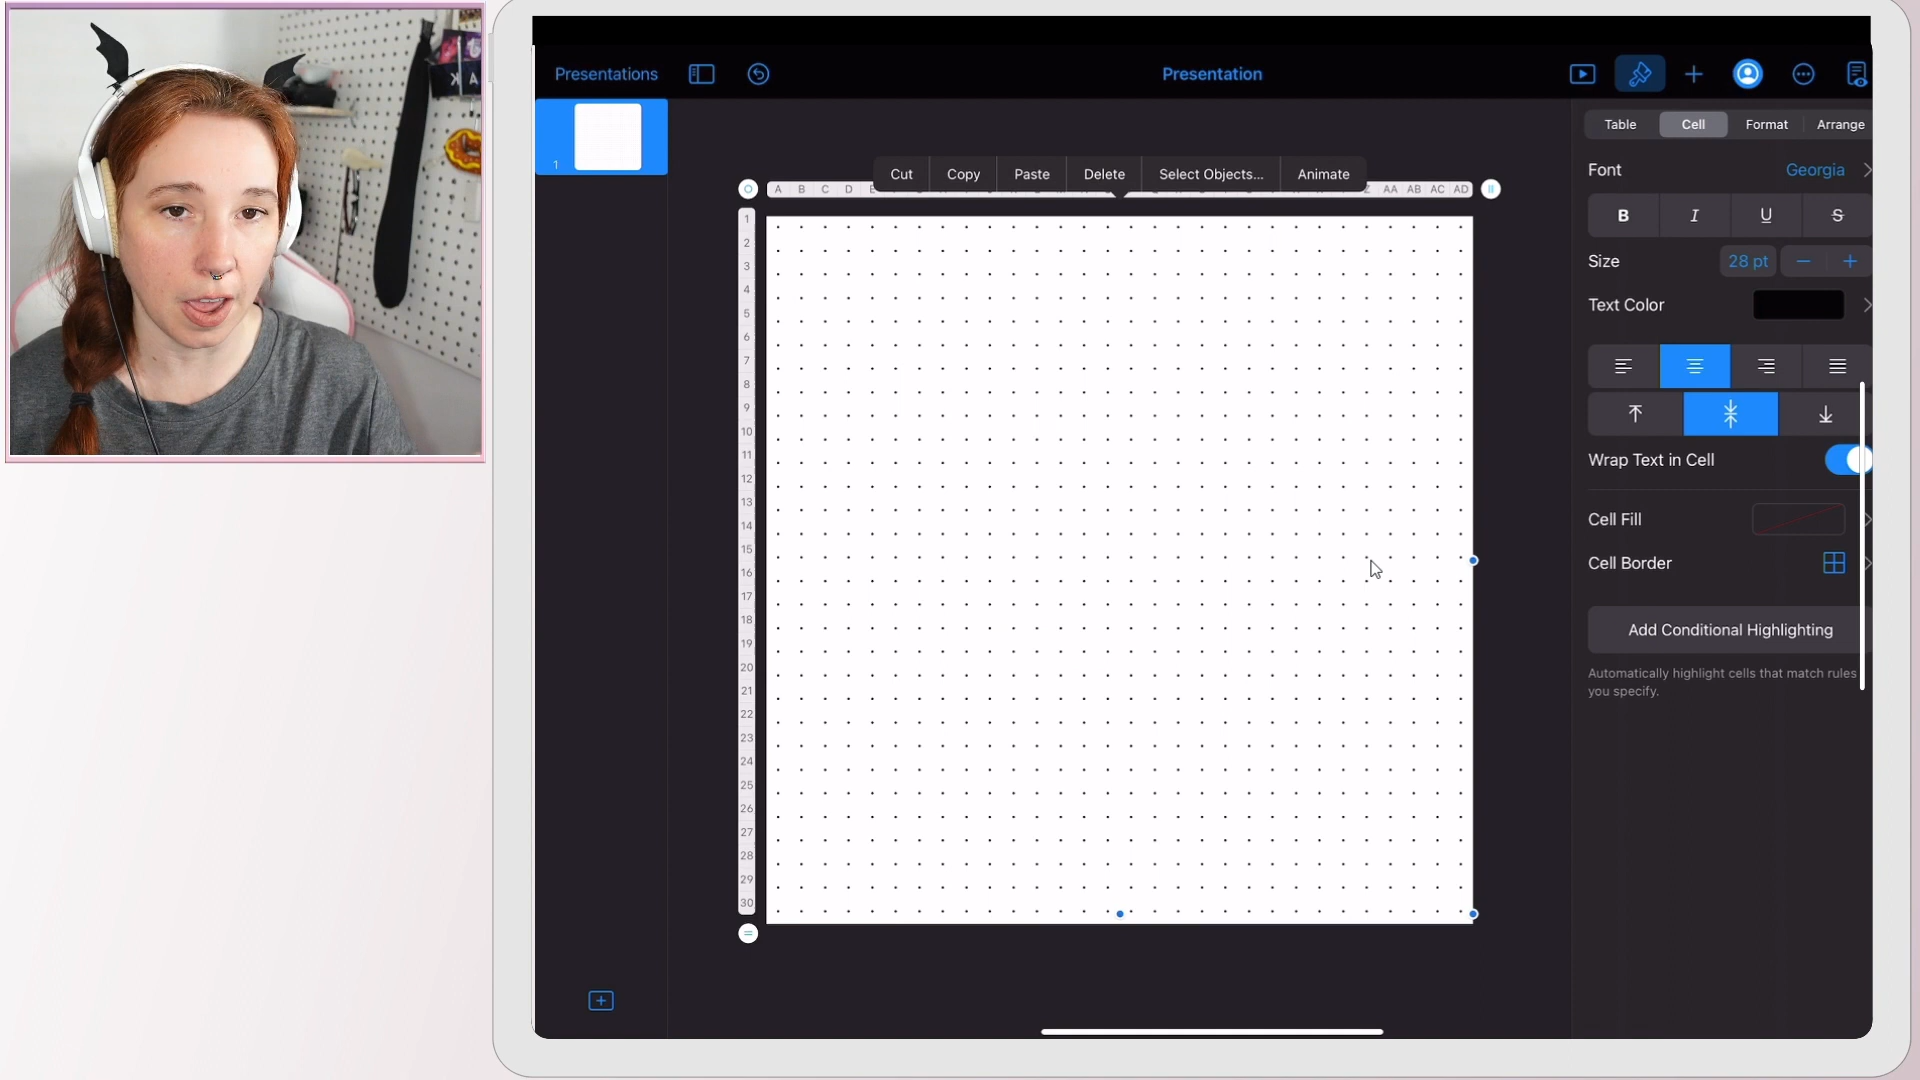 Presentations
Presentation
1
Cut Copy Paste Delete Select Objects... Animate
A B C D E Z AA AB AC AD
1
2
3
4
5
6
7
8
9
10
11
12
13
14
15
16
17
18
19
20
21
22
23
24
25
26
27
28
29
30
Table Cell Format Arrange
Font Georgia
B I U S
Size 28 pt
Text Color
Wrap Text in Cell
Cell Fill
Cell Border
Add Conditional Highlighting
Automatically highlight cells that match rules
you specify.